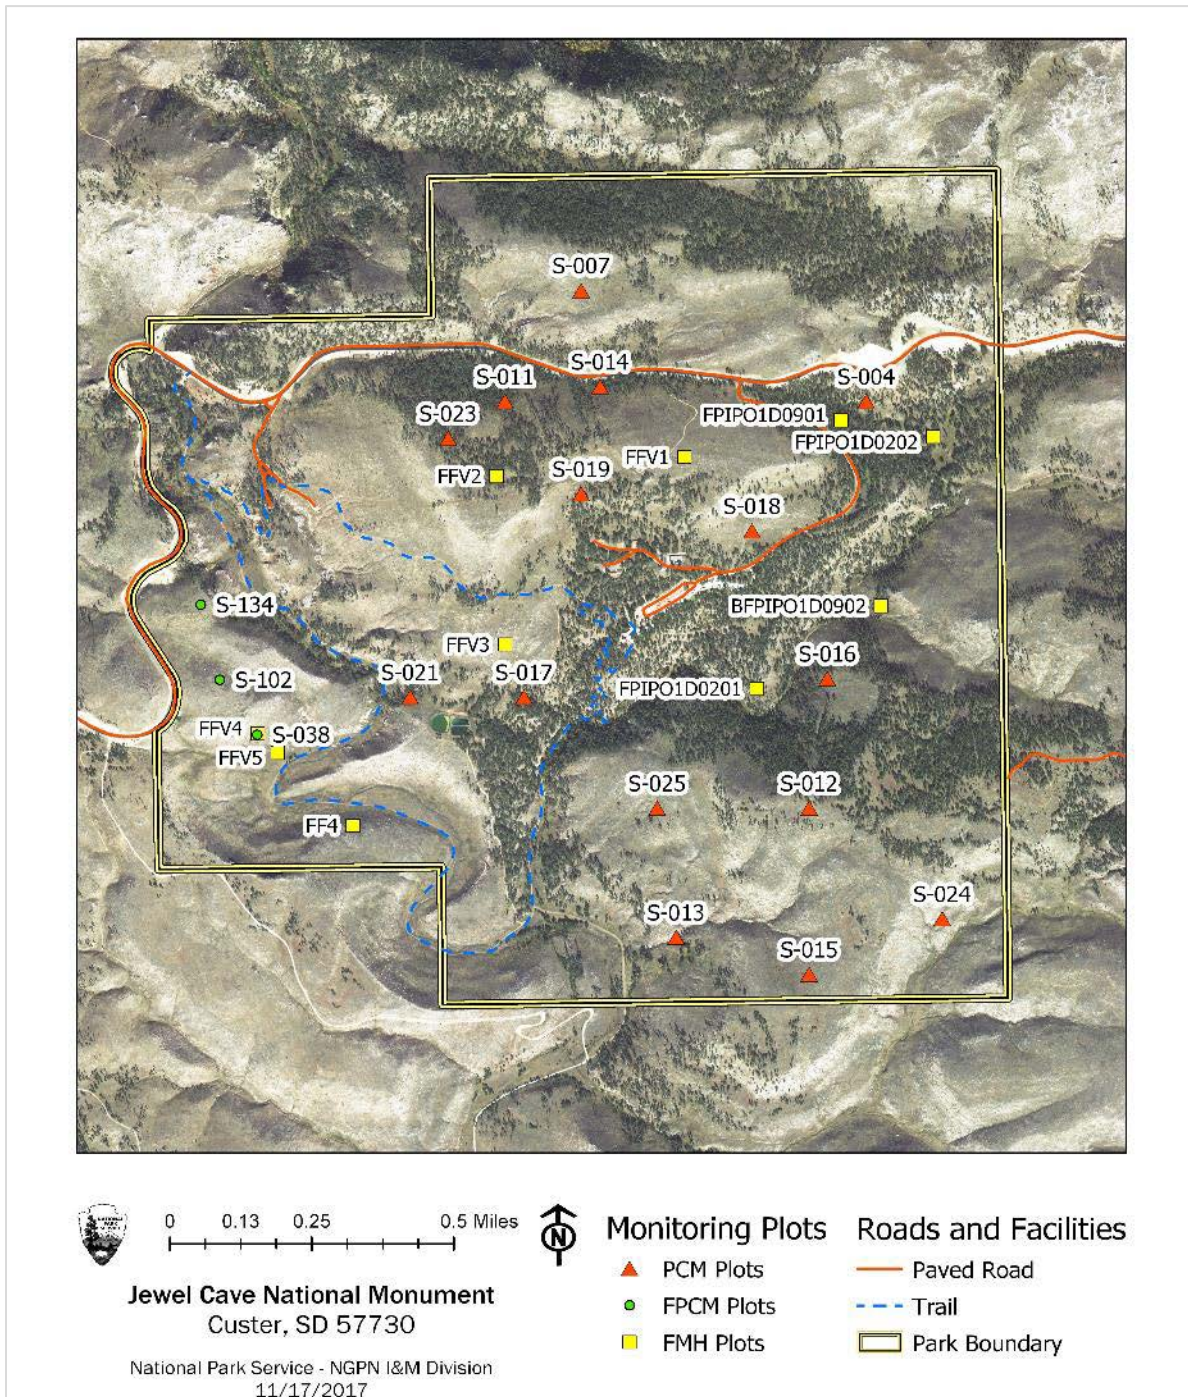 S-007
S-014
S-011
S-004
FPIPO1D0901
S-023
FPIPO1D0202
FFV2
FFV1
S-019
S-018
S-134
BFPIPO1D0902
FFV3
S-016
S-102
S-021
S-017
FPIPO1D0201
FFV4
S-038
FFV5
S-025
S-012
FF4
S-024
S-013
S-015
NATIONAL
PARK
SERVICE
0 0.13 0.25 0.5 Miles
N
Jewel Cave National Monument
Custer, SD 57730
National Park Service - NGPN I&M Division
11/17/2017
Monitoring Plots
PCM Plots
FPCM Plots
FMH Plots
Roads and Facilities
Paved Road
Trail
Park Boundary